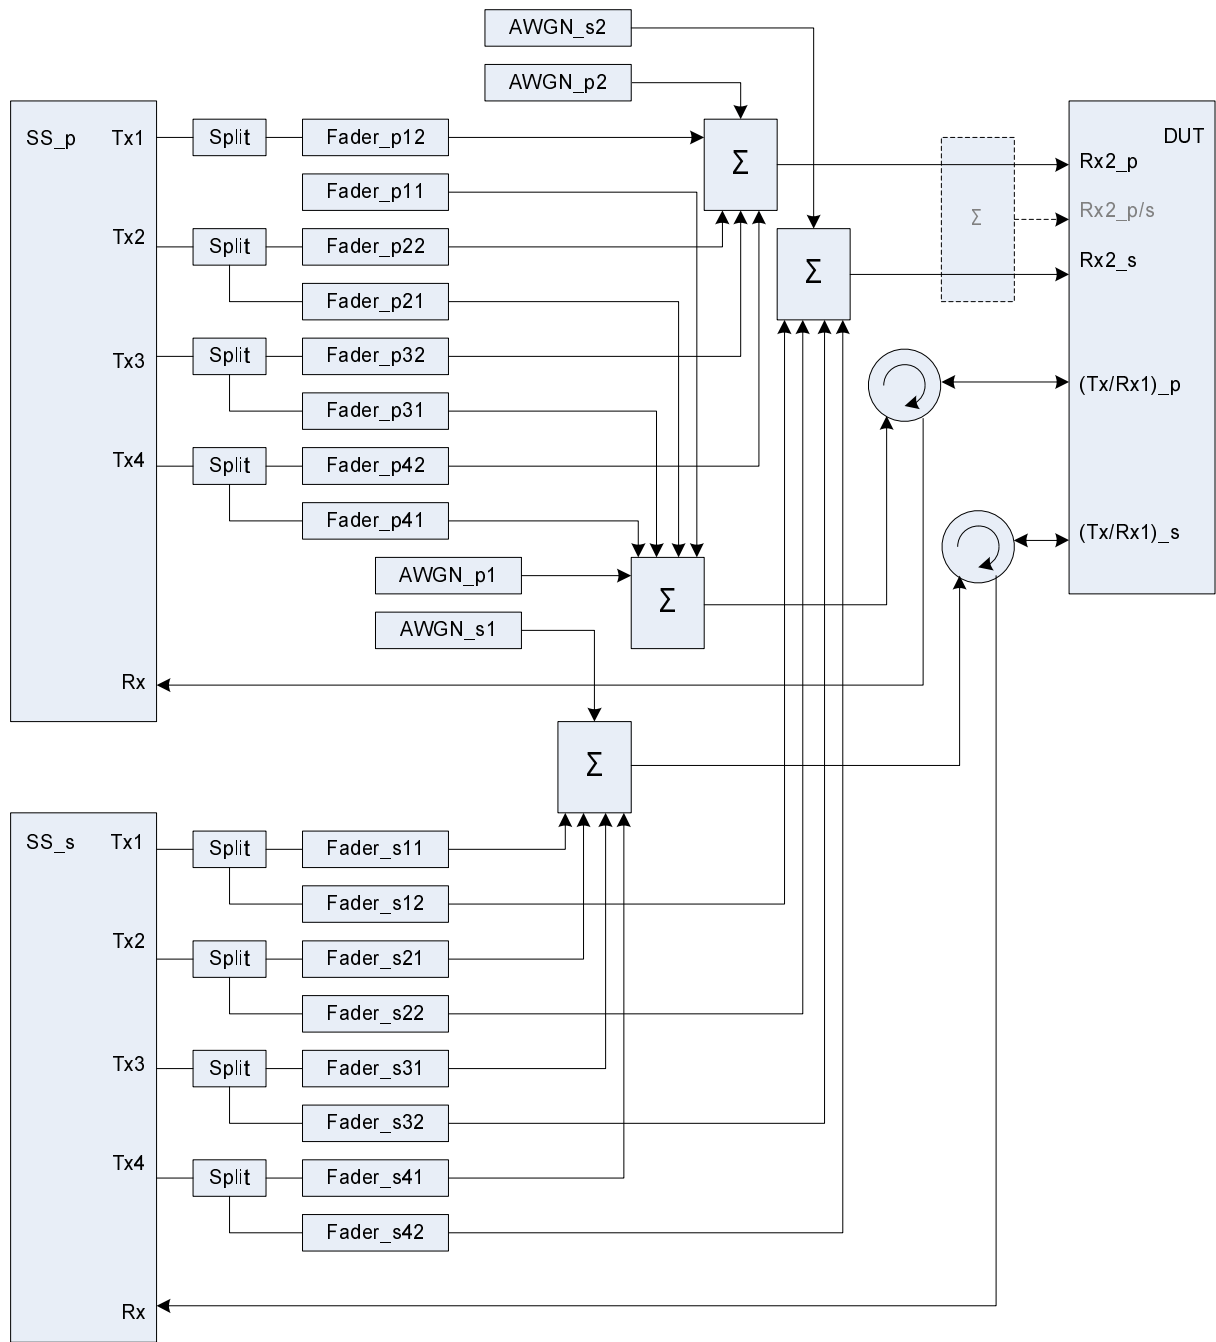 AWGN_s2
AWGN_p2
SS_p
Tx1
Split
Fader_p12
Σ
DUT
Rx2_p
Fader_p11
Σ
Rx2_p/s
Tx2
Split
Fader_p22
Σ
Rx2_s
Fader_p21
Tx3
Split
Fader_p32
(Tx/Rx1)_p
Fader_p31
Tx4
Split
Fader_p42
Fader_p41
(Tx/Rx1)_s
AWGN_p1
Σ
AWGN_s1
Rx
Σ
SS_s
Tx1
Split
Fader_s11
Fader_s12
Tx2
Split
Fader_s21
Fader_s22
Tx3
Split
Fader_s31
Fader_s32
Tx4
Split
Fader_s41
Fader_s42
Rx